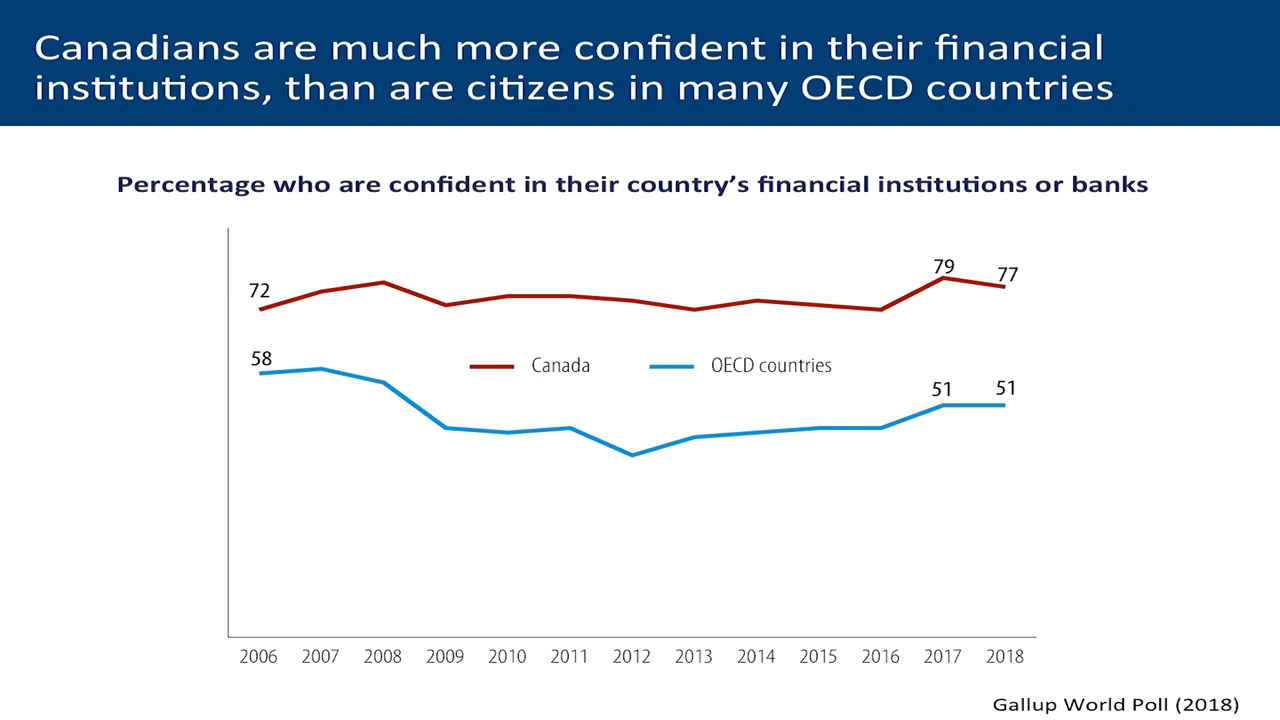 Canadians are much more confident in their financial
institutions, than are citizens in many OECD countries
Percentage who are confident in their country’s financial institutions or banks
79
77
72
58
Canada
OECD countries
51
51
2006 2007 2008 2009 2010 2011 2012 2013 2014 2015 2016 2017 2018
Gallup World Poll (2018)